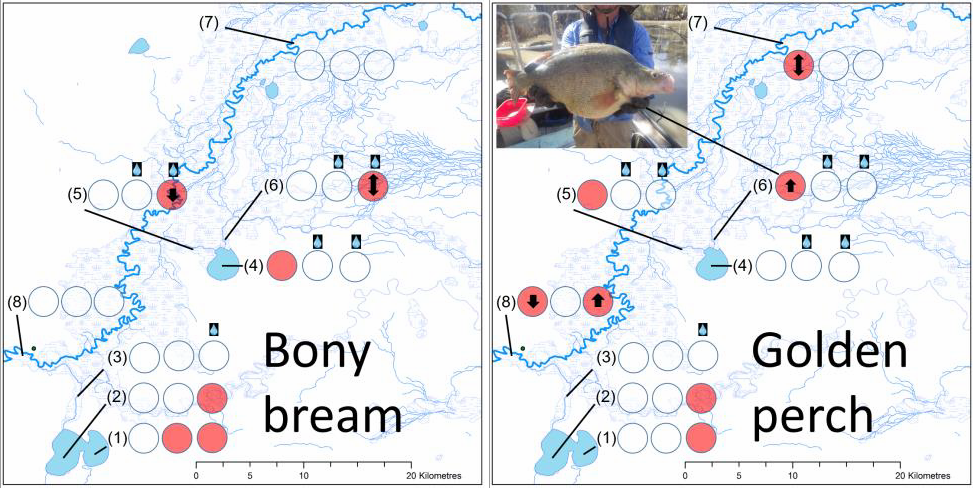 (7)
(5)
(6)
(4)
(8)
(3)
Bony
(2)
bream
(1)
0 5 10 20 Kilometres
(7)
(5)
(6)
(4)
(8)
(3)
Golden
(2)
perch
(1)
0 5 10 20 Kilometres